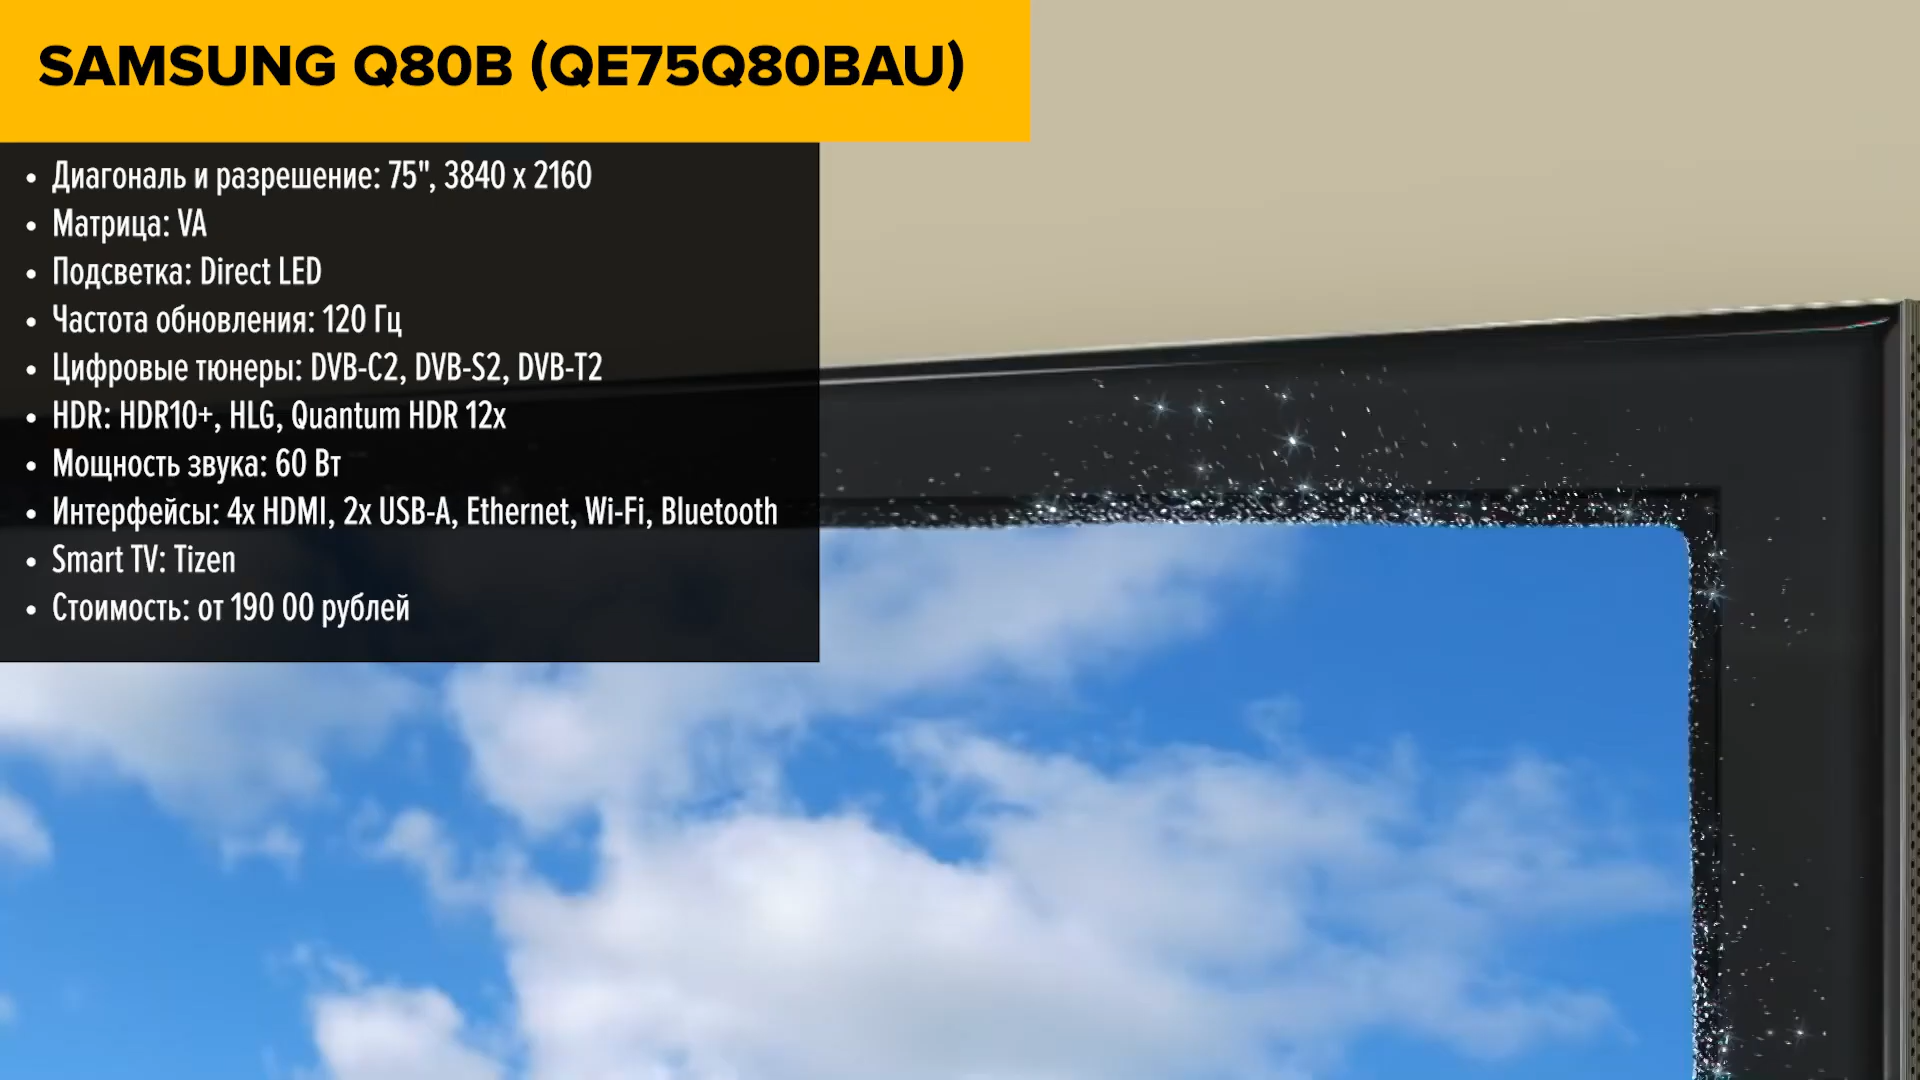 SAMSUNG Q80B (QE75Q80BAU)
• Диагональ и разрешение: 75", 3840 x 2160
• Матрица: VA
• Подсветка: Direct LED
• Частота обновления: 120 Гц
• Цифровые тюнеры: DVB-C2, DVB-S2, DVB-T2
• HDR: HDR10+, HLG, Quantum HDR 12x
• Мощность звука: 60 Вт
• Интерфейсы: 4x HDMI, 2x USB-A, Ethernet, Wi-Fi, Bluetooth
• Smart TV: Tizen
• Стоимость: от 190 00 рублей